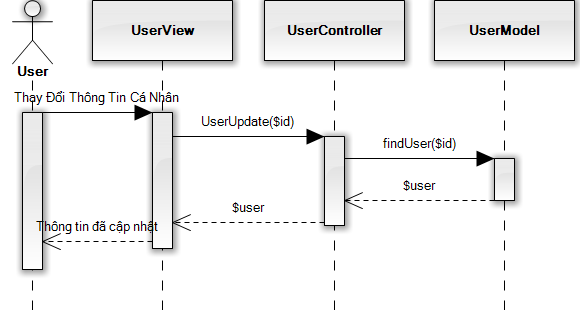 User
UserView
UserController
UserModel
Thay Đổi Thông Tin Cá Nhân
UserUpdate($id)
findUser($id)
$user
$user
Thông tin đã cập nhật